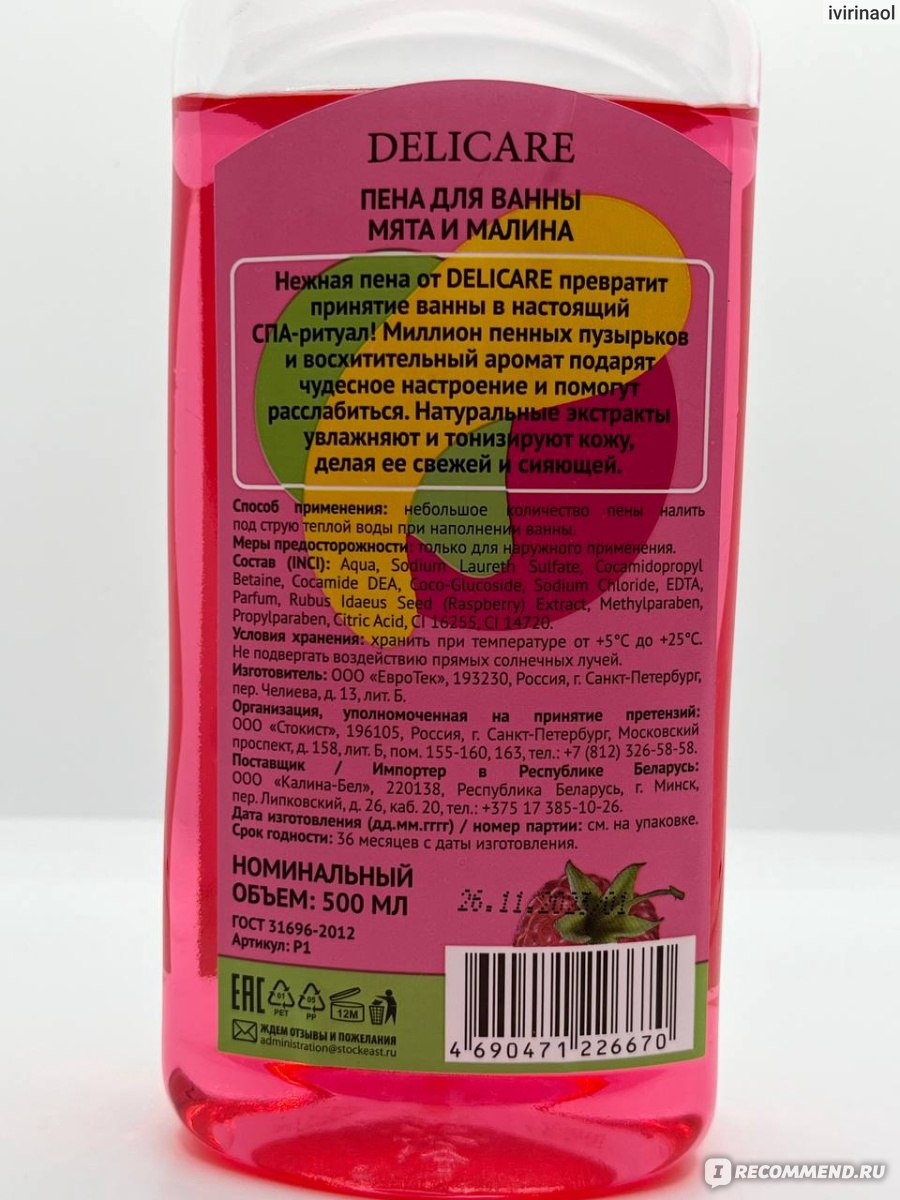 ivirinaol
DELICARE
ПЕНА ДЛЯ ВАННЫ
МЯТА И МАЛИНА
Нежная пена от DELICARE превратит
принятие ванны в настоящий
СПА-ритуал! Миллион пенных пузырьков
и восхитительный аромат подарят
чудесное настроение и помогут
расслабиться. Натуральные экстракты
увлажняют и тонизируют кожу,
делая ее свежей и сияющей.
Способ применения: небольшое количество пены налить
под струю теплой воды при наполнении ванны.
Меры предосторожности: только для наружного применения.
Состав (INCI): Aqua, Sodium Laureth Sulfate, Cocamidopropyl
Betaine, Cocamide DEA, Coco-Glucoside, Sodium Chloride, EDTA,
Parfum, Rubus Idaeus Seed (Raspberry) Extract, Methylparaben,
Propylparaben, Citric Acid, CI 16255, CI 14720.
Условия хранения: хранить при температуре от +5°C до +25°C.
Не подвергать воздействию прямых солнечных лучей.
Изготовитель: ООО «ЕвроТек», 193230, Россия, г. Санкт-Петербург,
пер. Челиева, д. 13, лит. Б.
Организация, уполномоченная на принятие претензий:
ООО «Стокист», 196105, Россия, г. Санкт-Петербург, Московский
проспект, д. 158, лит. Б, пом. 155-160, 163, тел.: +7 (812) 326-58-58.
Поставщик / Импортер в Республике Беларусь:
ООО «Калина-Бел», 220138, Республика Беларусь, г. Минск,
пер. Липковский, д. 26, каб. 20, тел.: +375 17 385-10-26.
Дата изготовления (дд.мм.гггг) / номер партии: см. на упаковке.
Срок годности: 36 месяцев с даты изготовления.
НОМИНАЛЬНЫЙ
ОБЪЕМ: 500 МЛ
26.11.
ГОСТ 31696-2012
Артикул: P1
EAC 01 PET 05 PP 12M
ЖДЕМ ОТЗЫВЫ И ПОЖЕЛАНИЯ
administration@stockeast.ru
4 690471 226670
IRECOMMEND.RU